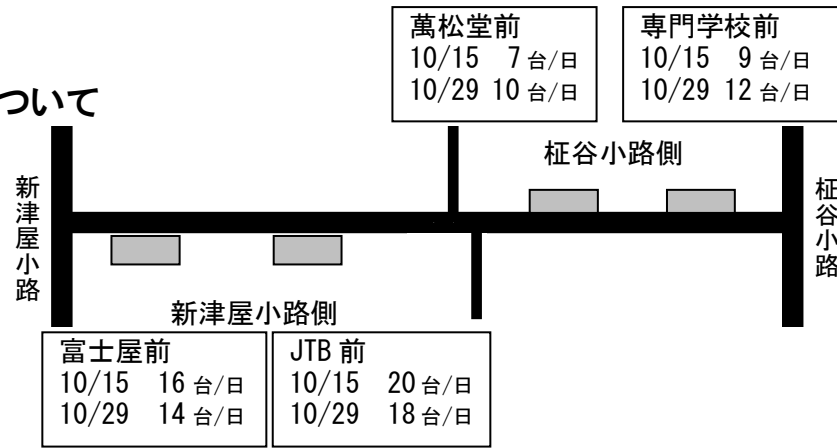 萬松堂前
10/15 7台/日
10/29 10台/日
専門学校前
10/15 9台/日
10/29 12台/日
ついて
柾谷小路側
新津屋小路
柾谷小路
新津屋小路側
富士屋前
10/15 16台/日
10/29 14台/日
JTB前
10/15 20台/日
10/29 18台/日